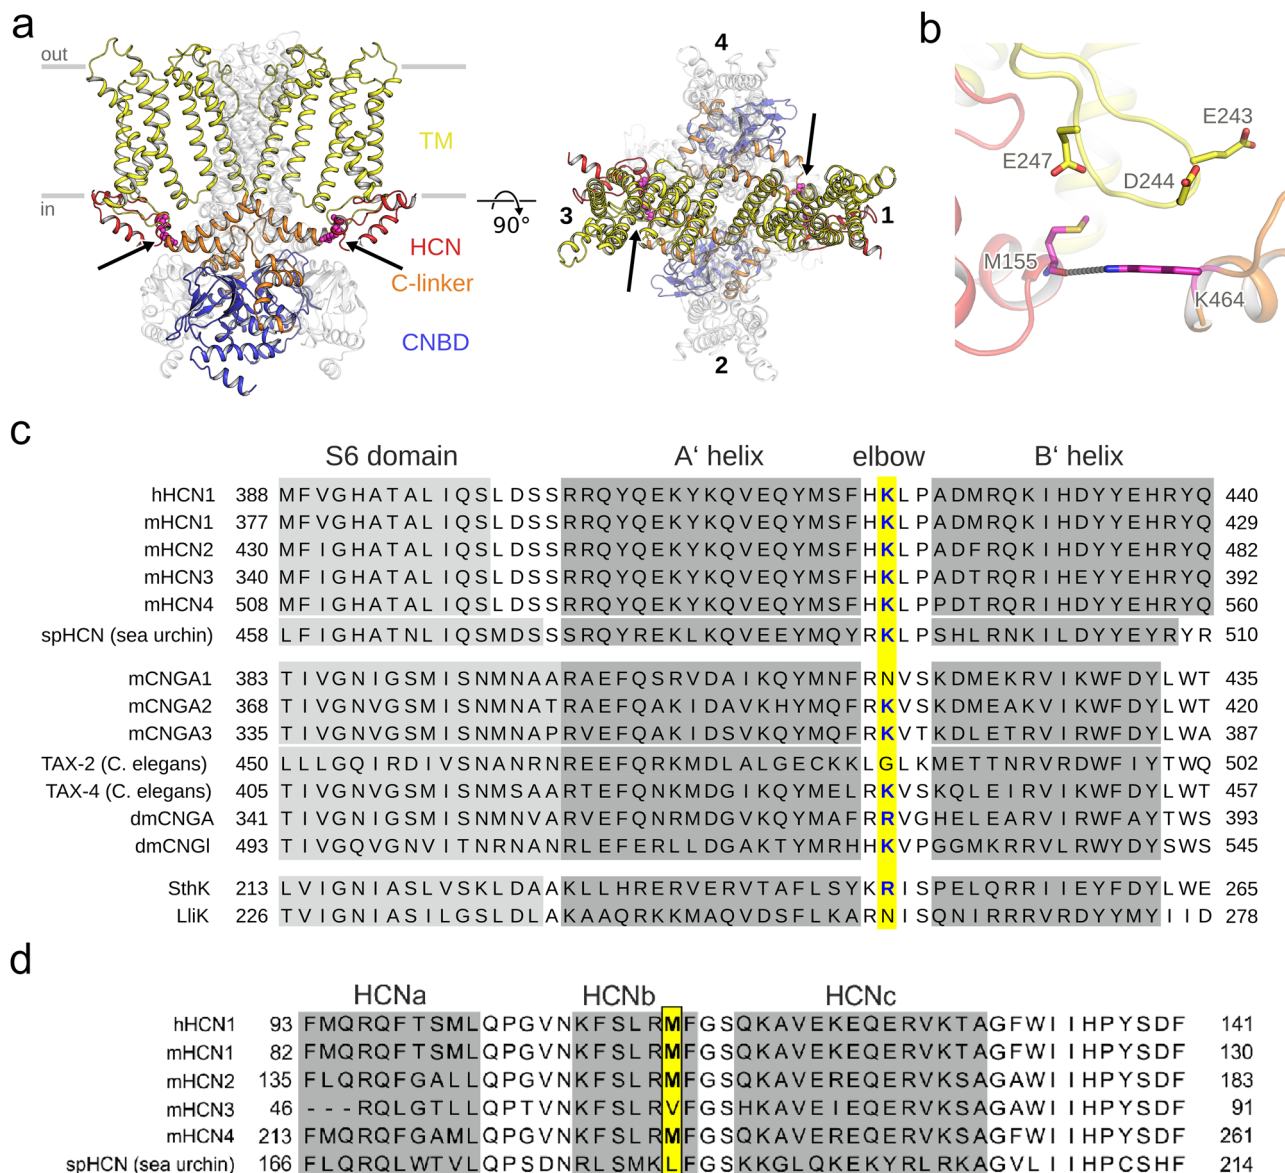 a
4
out
in
TM
HCN
C-linker
CNBD
90°
3
1
2
b
E243
E247
D244
M155
K464
c
S6 domain A' helix elbow B' helix
hHCN1 388 MFVGHATALIQSLDSSRRQYQEKYKQVEQYMSFHKLPADMRQKIHDYYEHRYQ 440
mHCN1 377 MFVGHATALIQSLDSSRRQYQEKYKQVEQYMSFHKLPADMRQKIHDYYEHRYQ 429
mHCN2 430 MFIGHATALIQSLDSSRRQYQEKYKQVEQYMSFHKLPADFRQKIHDYYEHRYQ 482
mHCN3 340 MFIGHATALIQSLDSSRRQYQEKYKQVEQYMSFHKLPADTRQRIHEYYEHRYQ 392
mHCN4 508 MFIGHATALIQSLDSSRRQYQEKYKQVEQYMSFHKLPPDTRQRIHDYYEHRYQ 560
spHCN (sea urchin) 458 LFIGHATNLIQSMDSSSRQYREKLKQVEEYMQYRKLPSHLRNKILDYYEYRYR 510
mCNGA1 383 TIVGNIGSMISNMNAARAEFQSRVDAIKQYMNFRNVSKDMEKRVIKWFDYLWT 435
mCNGA2 368 TIVGNVGSMISNMNATRAEFQAKIDAVKHYMQFRKVSKDMEAKVIKWFDYLWT 420
mCNGA3 335 TIVGNVGSMISNMNAPRVEFQAKIDSVKQYMQFRKVTKDLETRVIKWFDYLWA 387
TAX-2 (C. elegans) 450 LLLGQIRDIVSNANRNREEFQRKMDLALGECKKLGLKMETTNRVRDWFIYTWQ 502
TAX-4 (C. elegans) 405 TIVGNVGSMISNMSAARTEFQNKMDGIKQYMELRKVSKQLEIRVIKWFDYLWT 457
dmCNGA 341 TIVGNIGSMISNMNVARVEFQNRMDGVKQYMAFRRVGHELEARVIRWFAYTWS 393
dmCNGl 493 TIVGQVGNVITNRNANRLEFERLLDGAKTYMRHHKVPGGMKRRVLRWYDYSWS 545
SthK 213 LVIGNIASLVSKLDAAKLLHRERVERVTAFLSYKRISPELQRRIIEYFDYLWE 265
LliK 226 TVIGNIASILGSLDLAKAAQRKKMAQVDSFLKARNISQNIRRRVRDYYMYIID 278
d
HCNa HCNb HCNc
hHCN1 93 FMQRQFTSMLQPGVNKFSLRMFGSQKAVEKEQERVKTAGFWIIHPYSDF 141
mHCN1 82 FMQRQFTSMLQPGVNKFSLRMFGSQKAVEKEQERVKTAGFWIIHPYSDF 130
mHCN2 135 FLQRQFGALLQPGVNKFSLRMFGSQKAVEREQERVKSAGAWIIHPYSDF 183
mHCN3 46 ---RQLGTLLQPTVNKFSLRVFGSHKAVEIEQERVKSAGAWIIHPYSDF 91
mHCN4 213 FMQRQFGAMLQPGVNKFSLRMFGSQKAVEREQERVKSAGFWIIHPYSDF 261
spHCN (sea urchin) 166 FLQRQLWTVLQPSDNRLSMKLFGSKKGLQKEKYRLRKAGVLIIHPCSHF 214